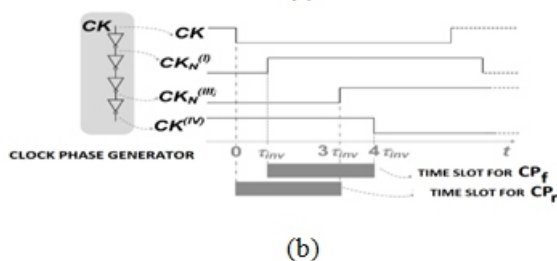 CK
CK
CK_N^(I)
CK_N^(III)
CK^(IV)
CLOCK PHASE GENERATOR
0 τ_inv 3 τ_inv 4 τ_inv t
TIME SLOT FOR CP_f
TIME SLOT FOR CP_r
(b)